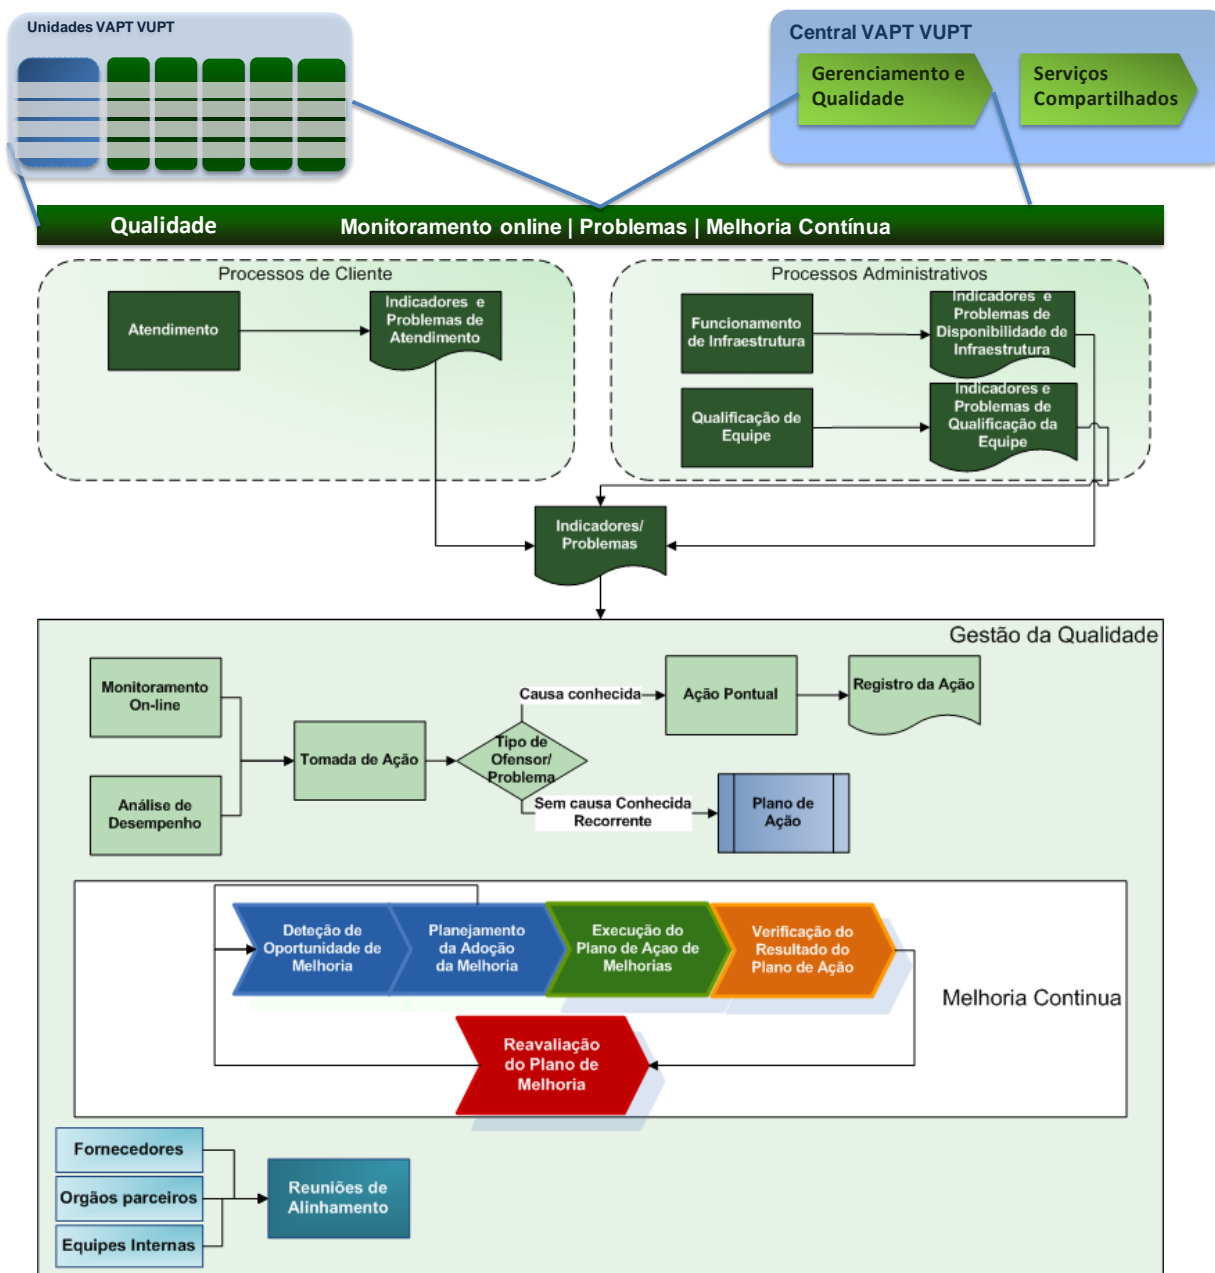 Unidades VAPT VUPT
Central VAPT VUPT
Gerenciamento e
Qualidade
Serviços
Compartilhados
Qualidade
Monitoramento online | Problemas | Melhoria Contínua
Processos de Cliente
Atendimento
Indicadores e
Problemas de
Atendimento
Processos Administrativos
Funcionamento
de Infraestrutura
Indicadores e
Problemas de
Disponibilidade de
Infraestrutura
Qualificação de
Equipe
Indicadores e
Problemas de
Qualificação da
Equipe
Indicadores/
Problemas
Gestão da Qualidade
Monitoramento
On-line
Análise de
Desempenho
Tomada de Ação
Tipo de
Ofensor/
Problema
Causa conhecida
Ação Pontual
Registro da Ação
Sem causa Conhecida
Recorrente
Plano de
Ação
Deteção de
Oportunidade de
Melhoria
Planejamento
da Adoção
da Melhoria
Execução do
Plano de Açao de
Melhorias
Verificação do
Resultado do
Plano de Ação
Melhoria Continua
Reavaliação
do Plano de
Melhoria
Fornecedores
Orgãos parceiros
Equipes Internas
Reuniões de
Alinhamento